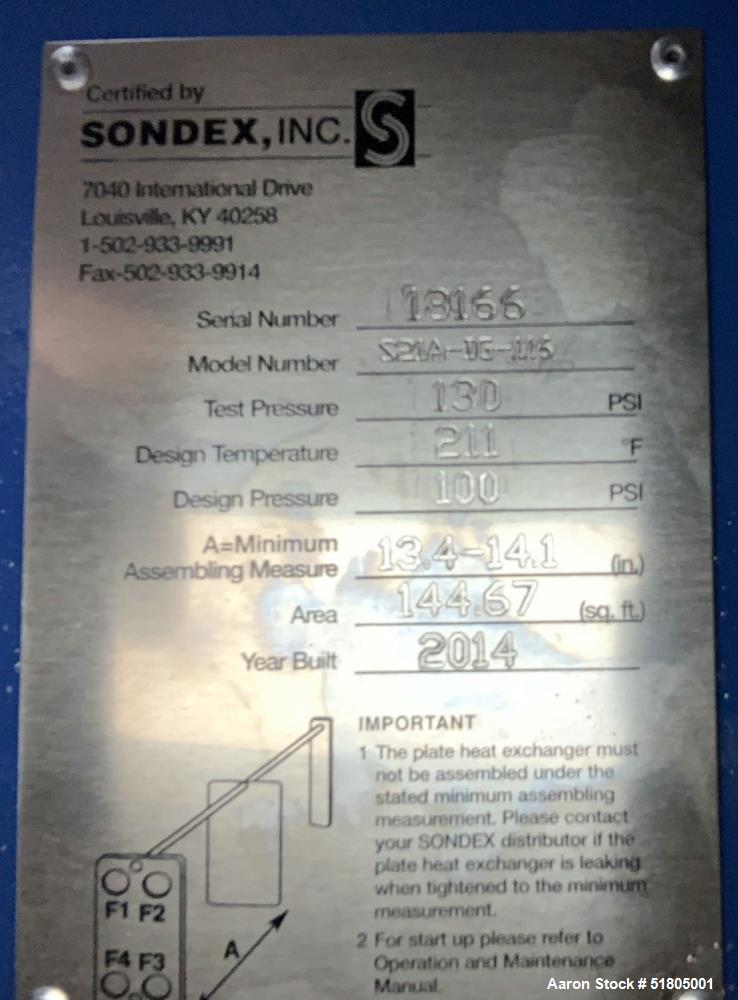 Certified by
SONDEX, INC. S
7040 International Drive
Louisville, KY 40258
1-502-933-9991
Fax-502-933-9914
Serial Number 18166
Model Number
Test Pressure 130 PSI
Design Temperature 211 °F
Design Pressure 100 PSI
A=Minimum
Assembling Measure 13.4-14.1 (in.)
Area 144.67 (sq. ft.)
Year Built 2014
IMPORTANT
1 The plate heat exchanger must
not be assembled under the
stated minimum assembling
measurement. Please contact
your SONDEX distributor if the
plate heat exchanger is leaking
when tightened to the minimum
measurement.
2 For start up please refer to
Operation and Maintenance
Manual.
F1 F2
A
F4 F3
Aaron Stock # 51805001